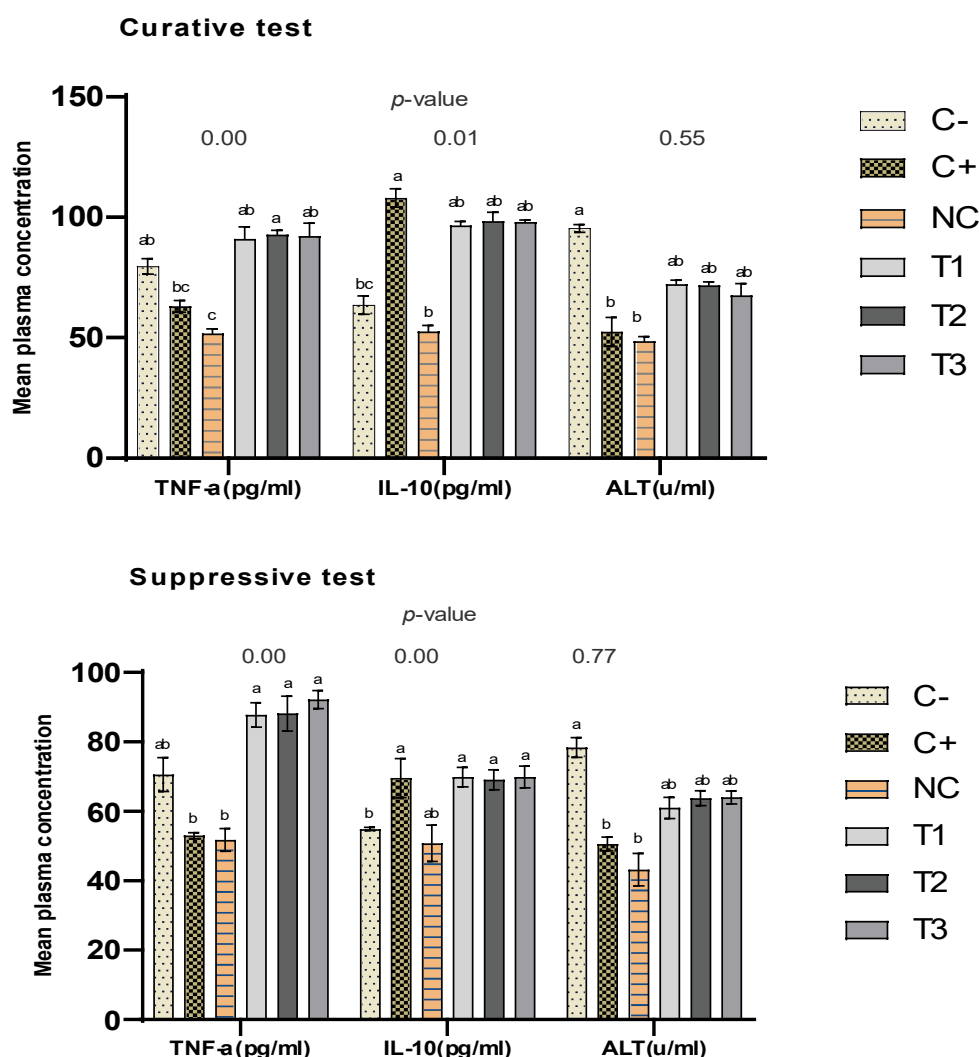 Curative test
p-value
0.00 0.01 0.55
Mean plasma concentration
150
100
50
0
ab bc c ab a ab
bc a b ab ab ab
a b b ab ab ab
TNF-a(pg/ml) IL-10(pg/ml) ALT(u/ml)
C-
C+
NC
T1
T2
T3
Suppressive test
p-value
0.00 0.00 0.77
Mean plasma concentration
100
80
60
40
20
0
ab b b a a a
b a ab a a a
a b b ab ab ab
TNF-a(pg/ml) IL-10(pg/ml) ALT(u/ml)
C-
C+
NC
T1
T2
T3